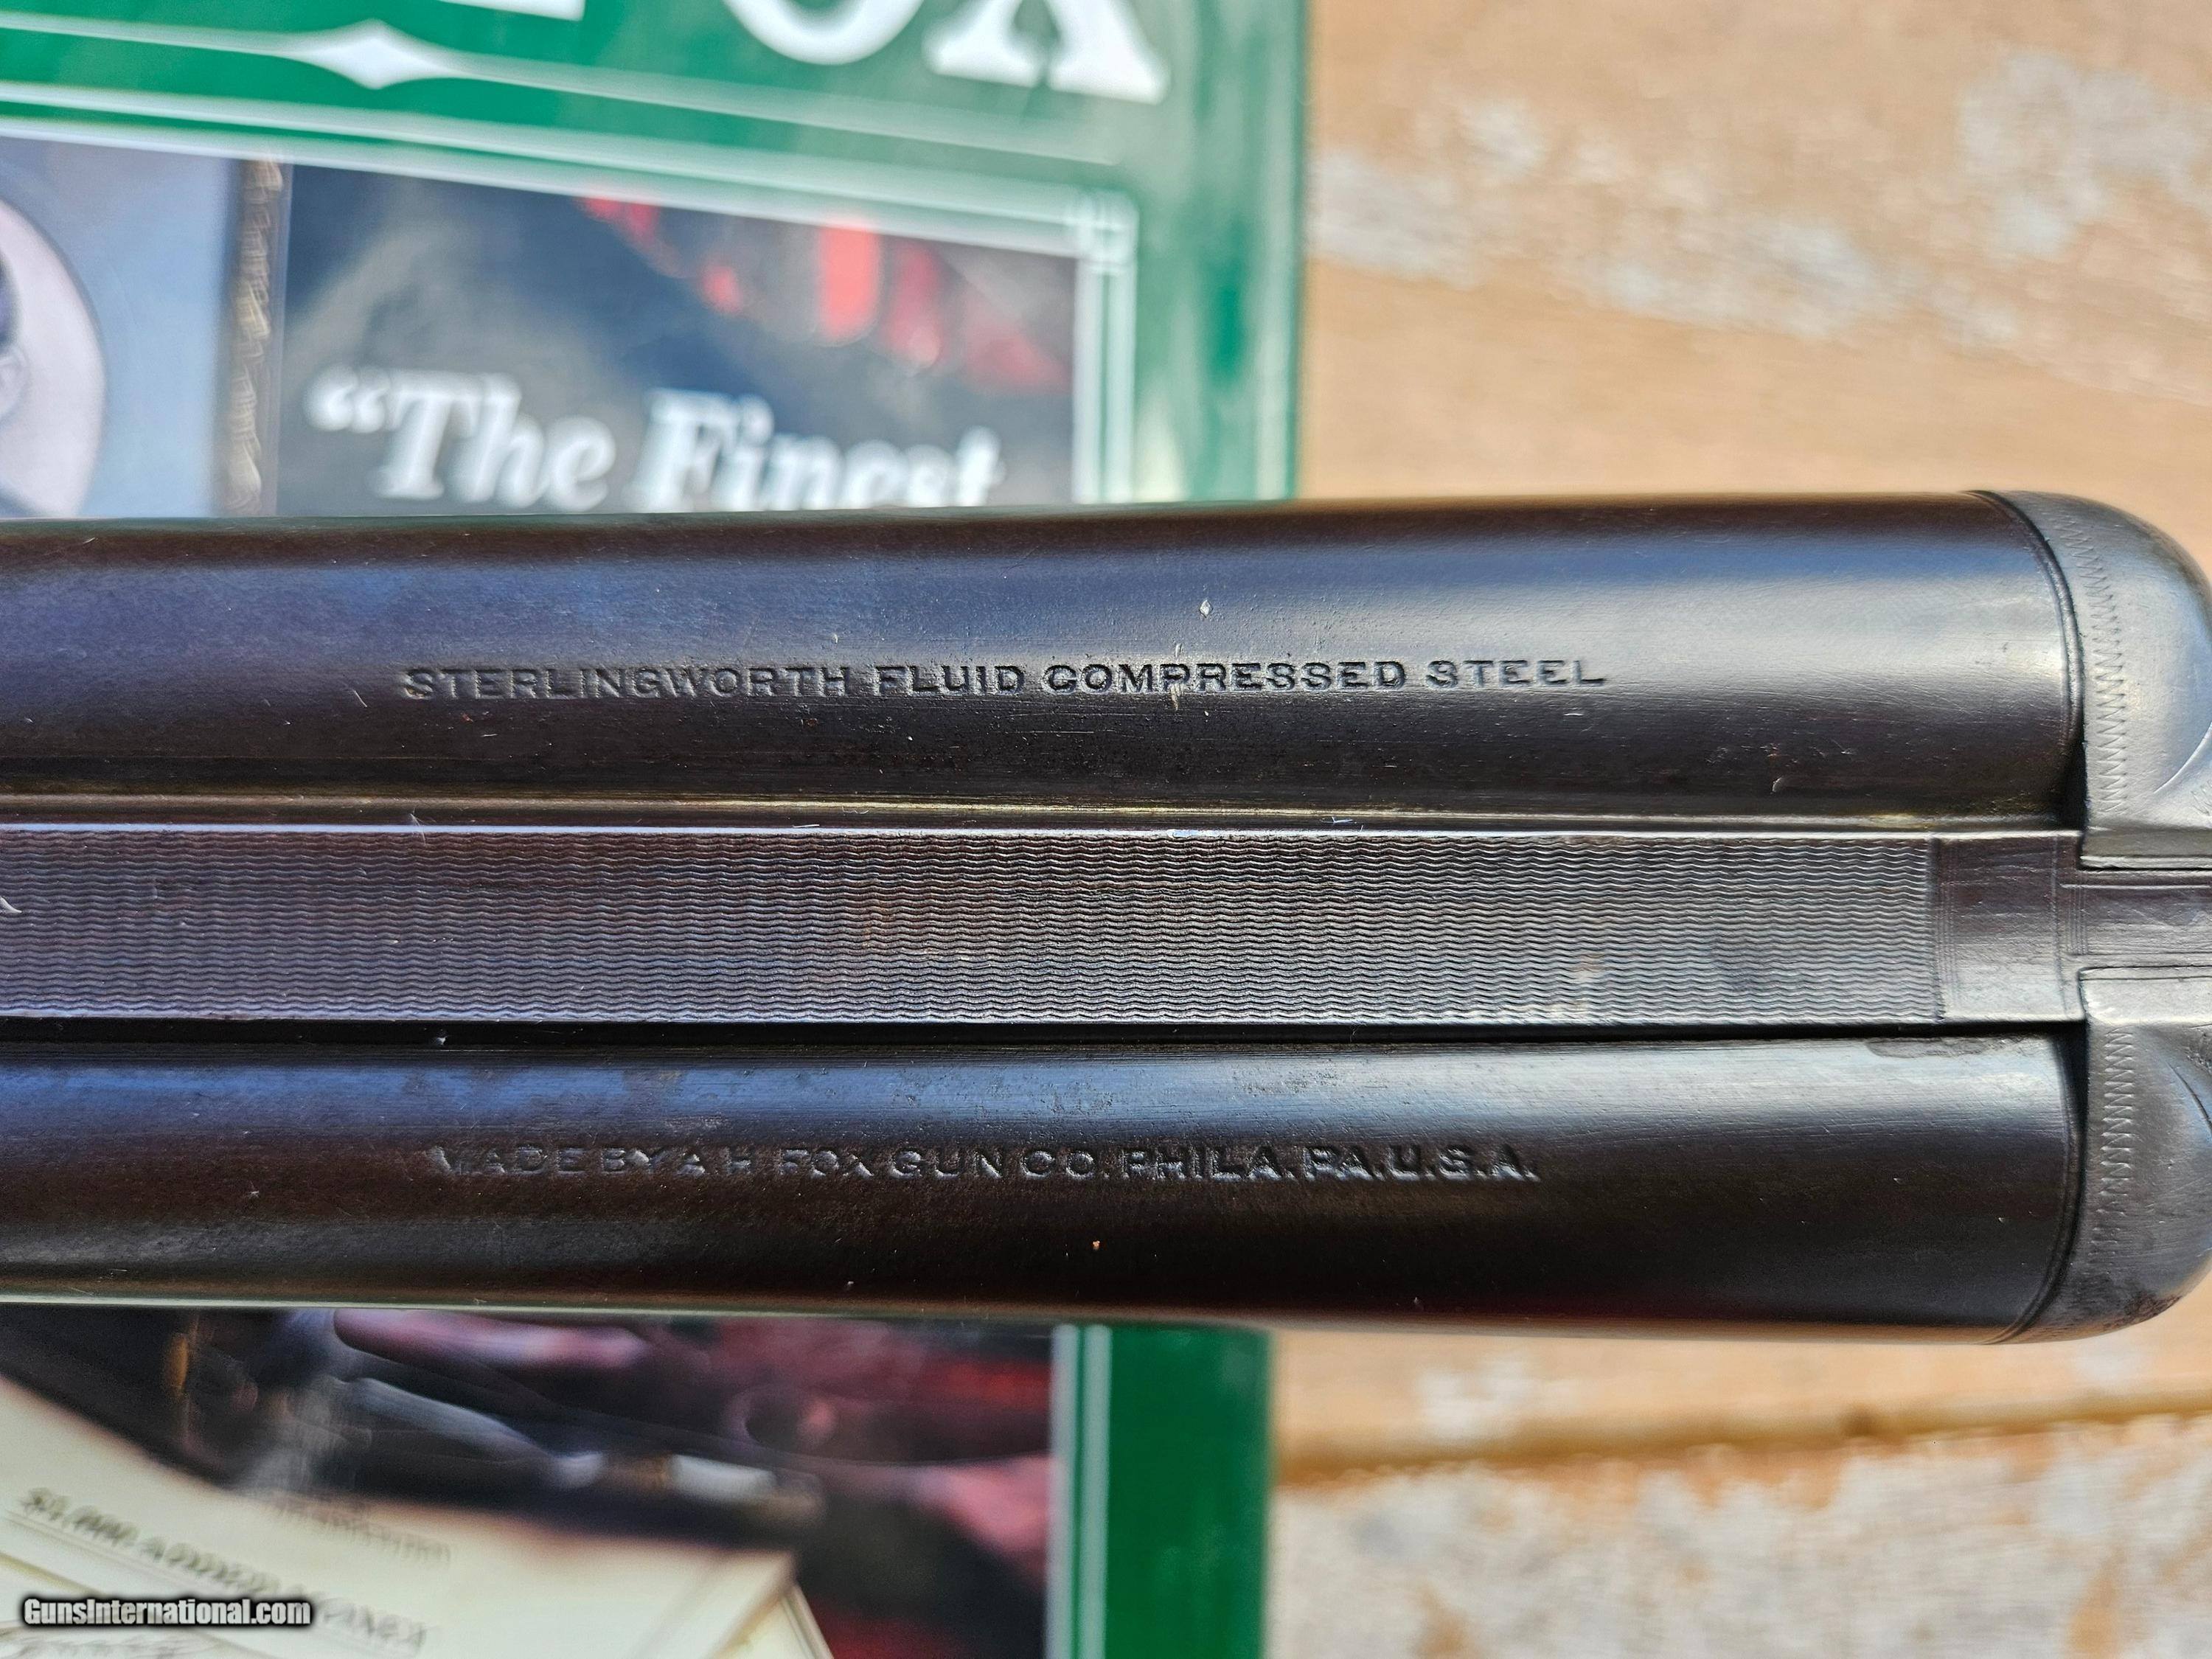 OX
“The Finest
STERLINGWORTH FLUID COMPRESSED STEEL
MADE BY A H FOX GUN CO. PHILA. PA. U.S.A.
GunsInternational.com